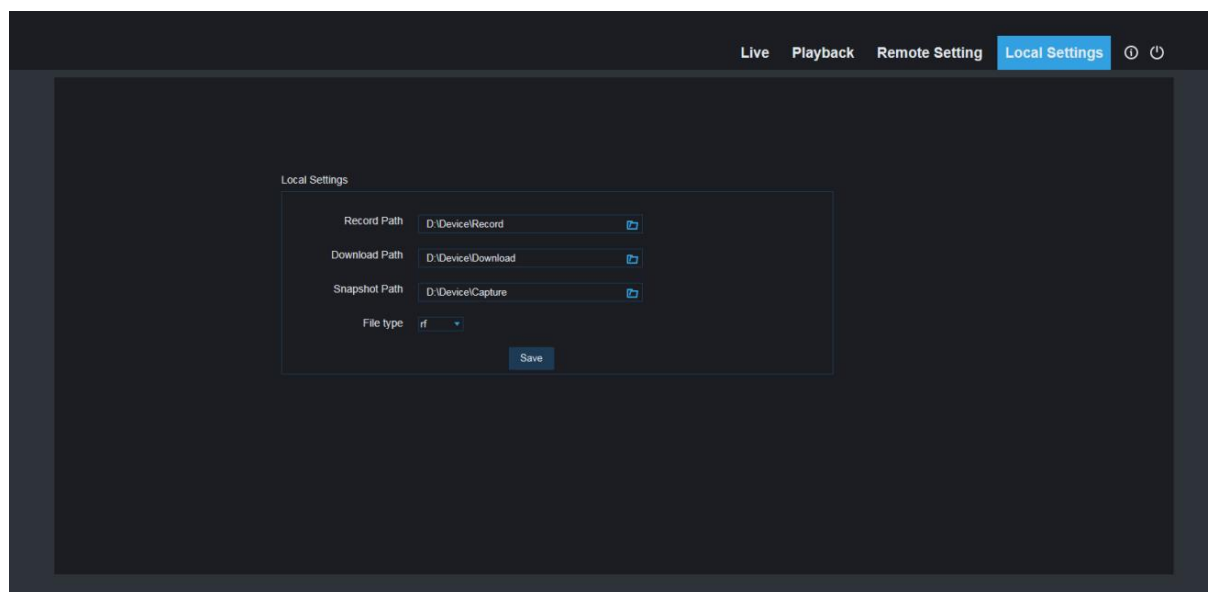 Live Playback Remote Setting Local Settings
Local Settings
Record Path D:\Device\Record
Download Path D:\Device\Download
Snapshot Path D:\Device\Capture
File type rf
Save